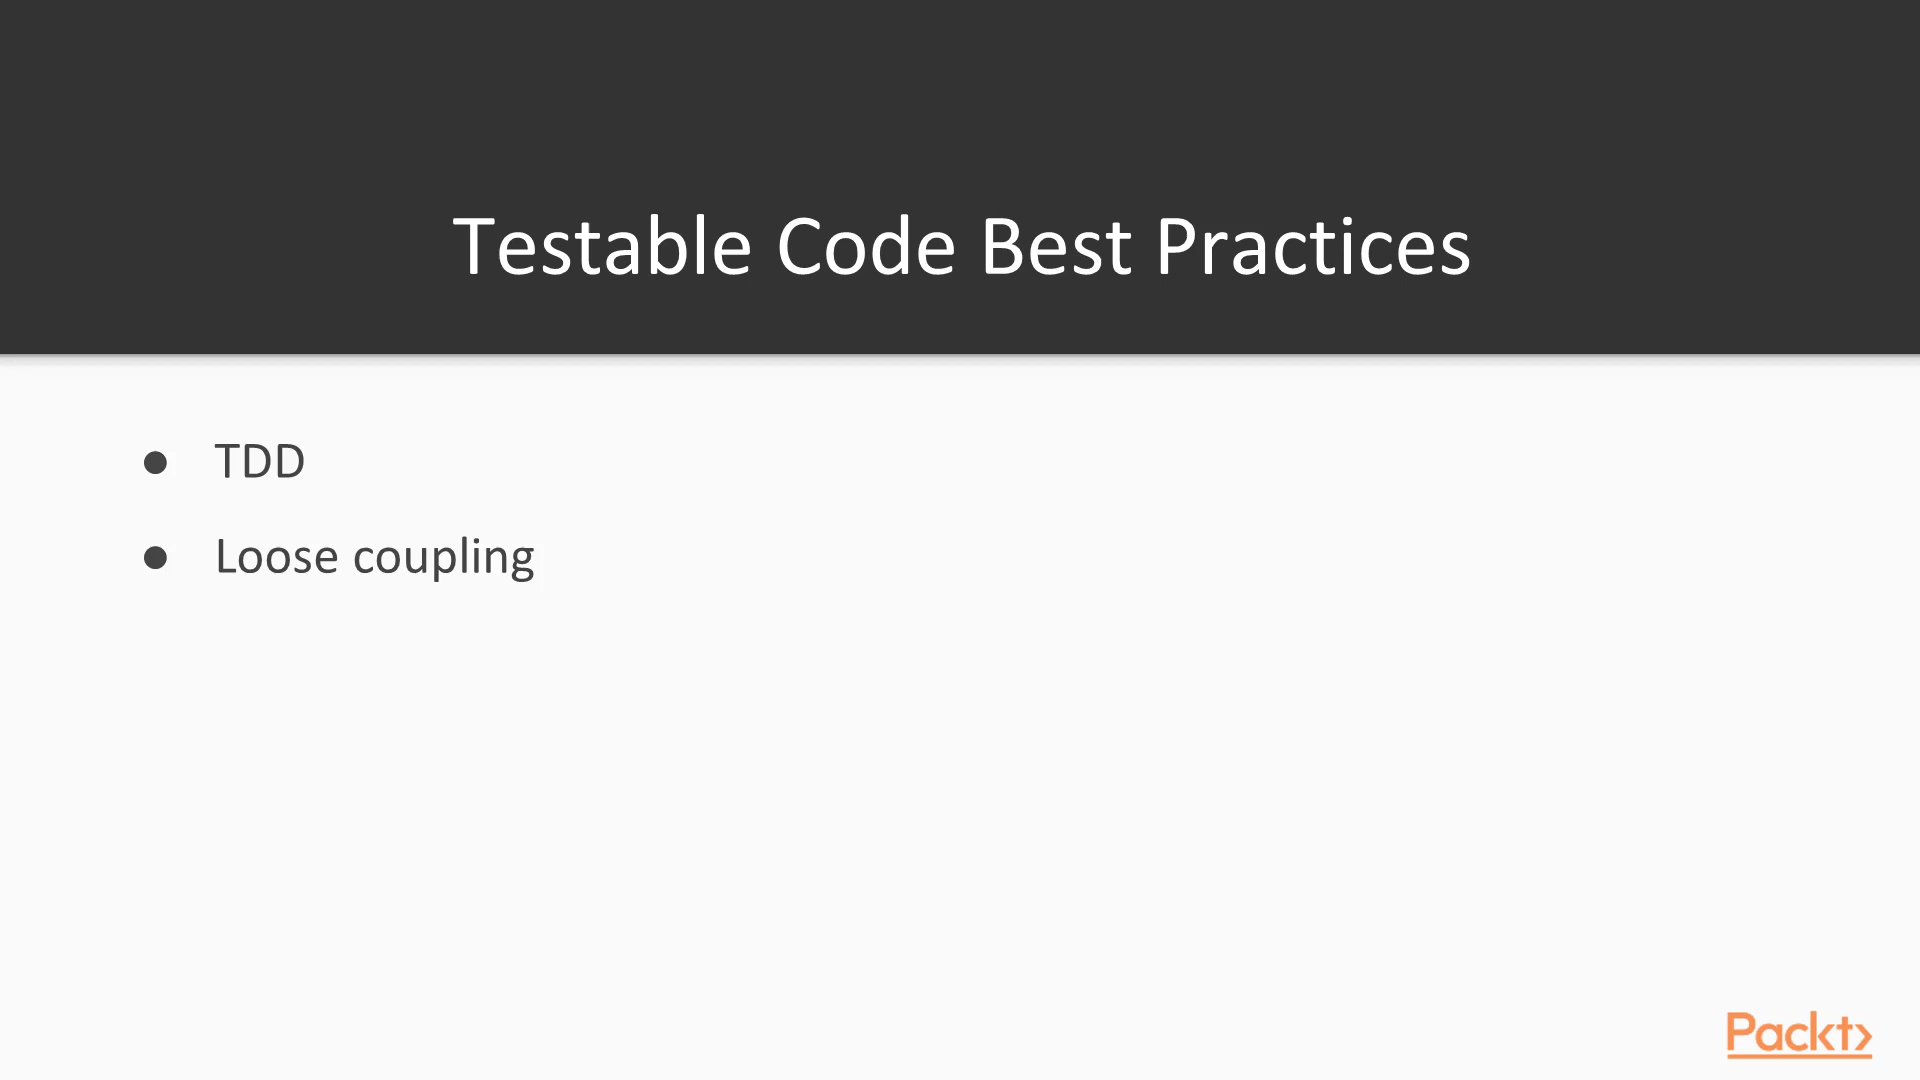 Testable Code Best Practices
● TDD
● Loose coupling
Packt>